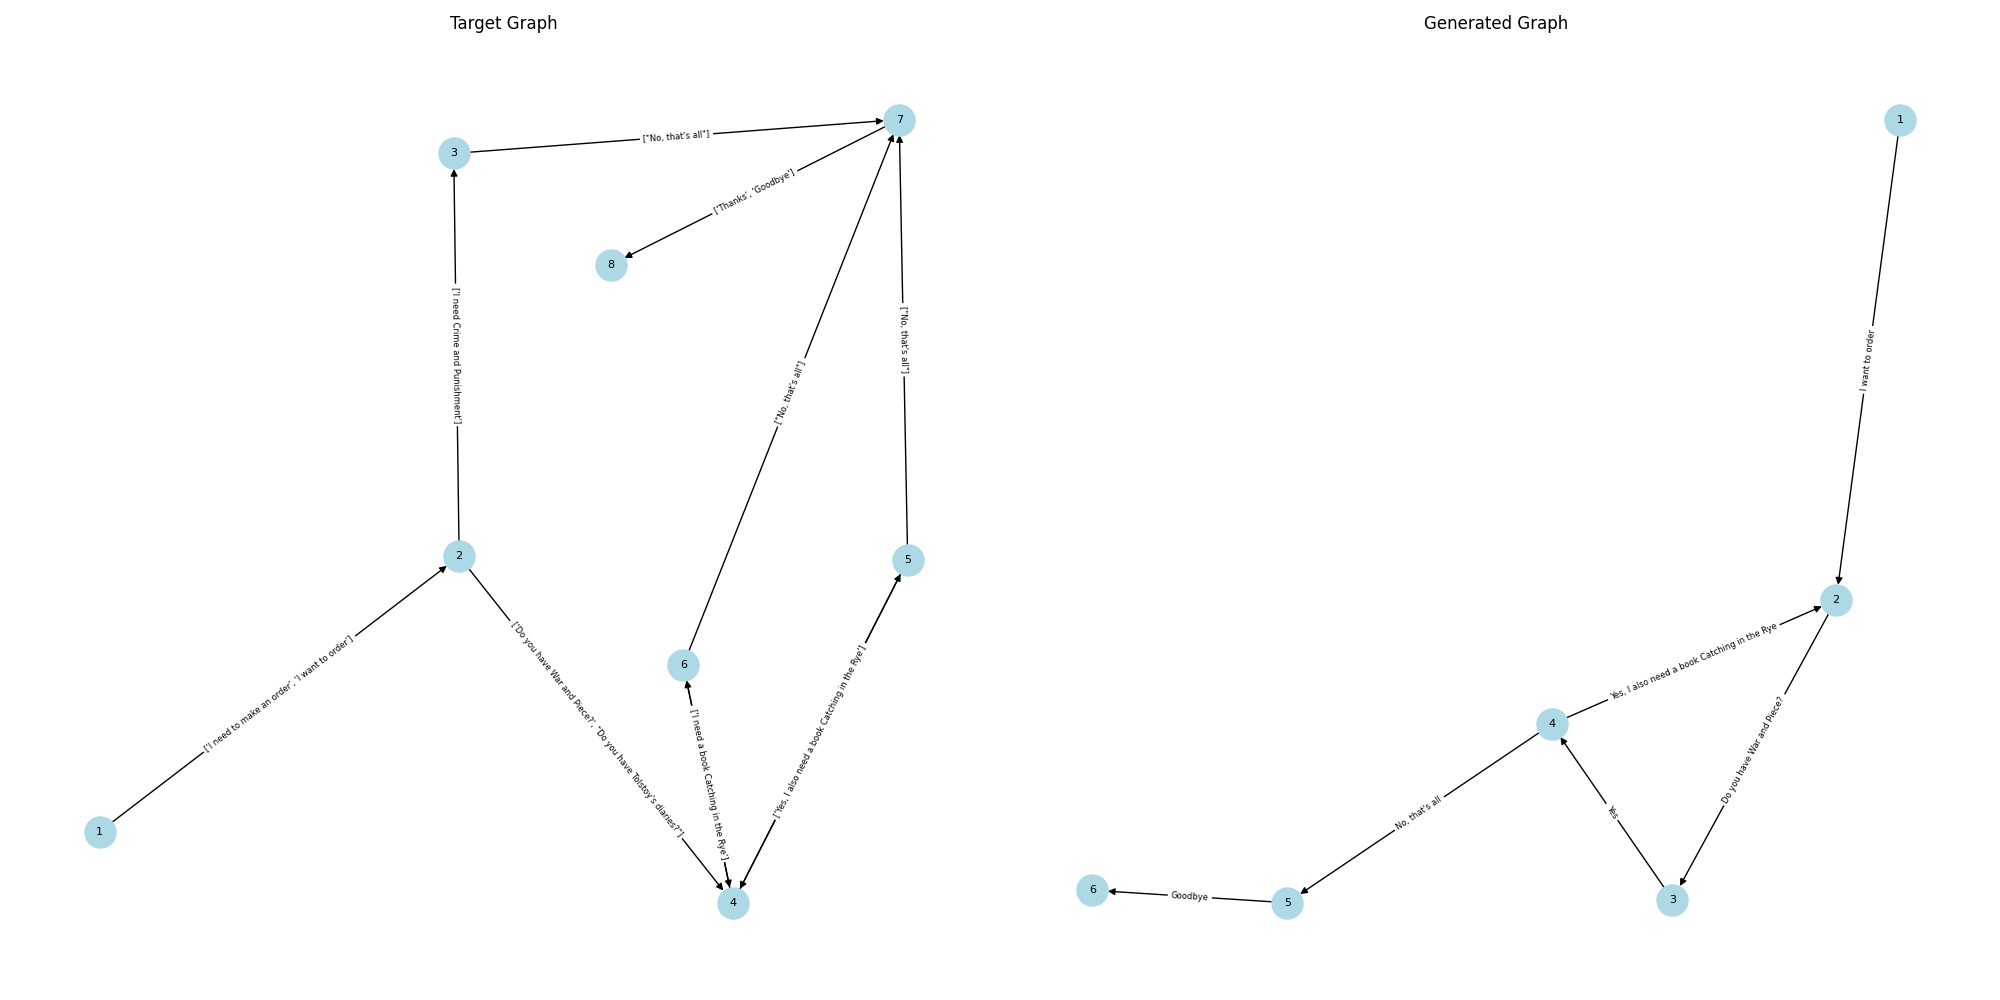 Target Graph
3
["No, that's all"]
7
['Thanks', 'Goodbye']
8
['I need Crime and Punishment']
["No, that's all"]
["No, that's all"]
2
5
['I need to make an order', 'I want to order']
['Do you have War and Piece?', "Do you have Tolstoy's diaries?"]
6
['I need a book Catching in the Rye']
['Yes, I also need a book Catching in the Rye']
1
4
Generated Graph
1
I want to order
2
Yes, I also need a book Catching in the Rye
Do you have War and Piece?
4
No, that's all
Yes
6
Goodbye
5
3